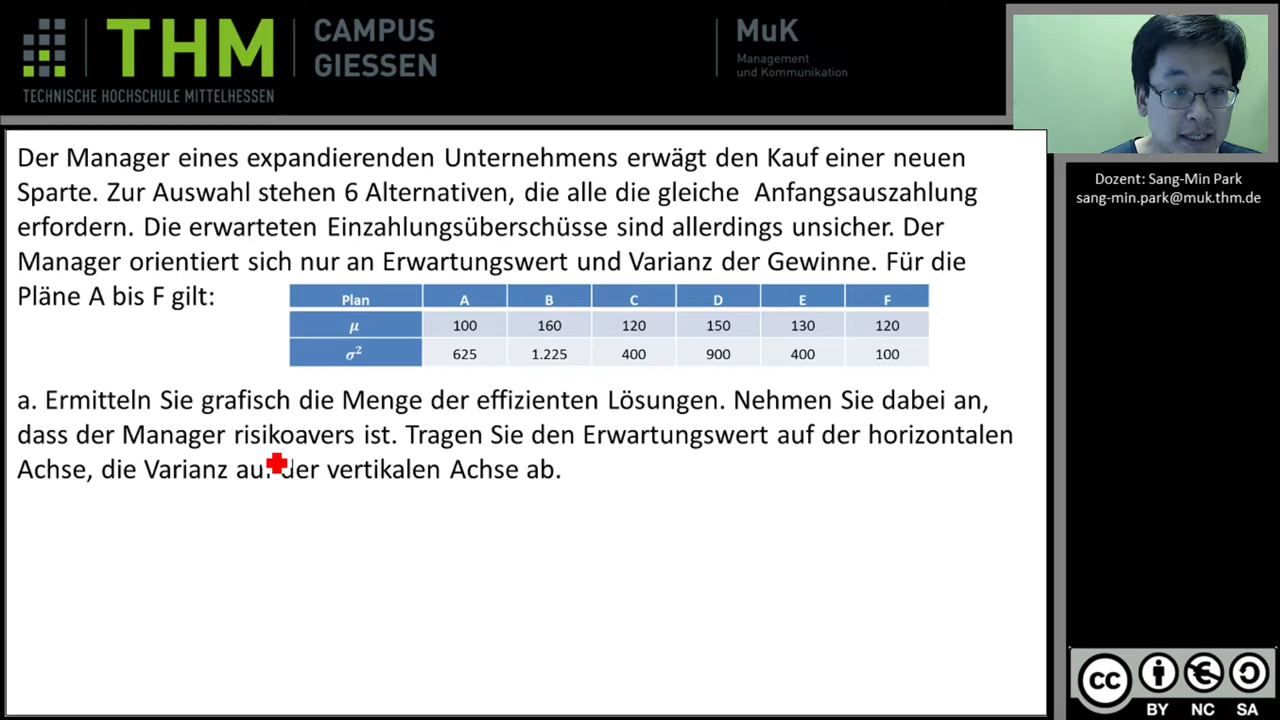 THM
CAMPUS
GIESSEN
TECHNISCHE HOCHSCHULE MITTELHESSEN
MuK
Management
und Kommunikation
Der Manager eines expandierenden Unternehmens erwägt den Kauf einer neuen
Sparte. Zur Auswahl stehen 6 Alternativen, die alle die gleiche Anfangsauszahlung
erfordern. Die erwarteten Einzahlungsüberschüsse sind allerdings unsicher. Der
Manager orientiert sich nur an Erwartungswert und Varianz der Gewinne. Für die
Pläne A bis F gilt:
Plan A B C D E F
μ 100 160 120 150 130 120
σ² 625 1.225 400 900 400 100
a. Ermitteln Sie grafisch die Menge der effizienten Lösungen. Nehmen Sie dabei an,
dass der Manager risikoavers ist. Tragen Sie den Erwartungswert auf der horizontalen
Achse, die Varianz auf der vertikalen Achse ab.
Dozent: Sang-Min Park
sang-min.park@muk.thm.de
cc
BY NC SA